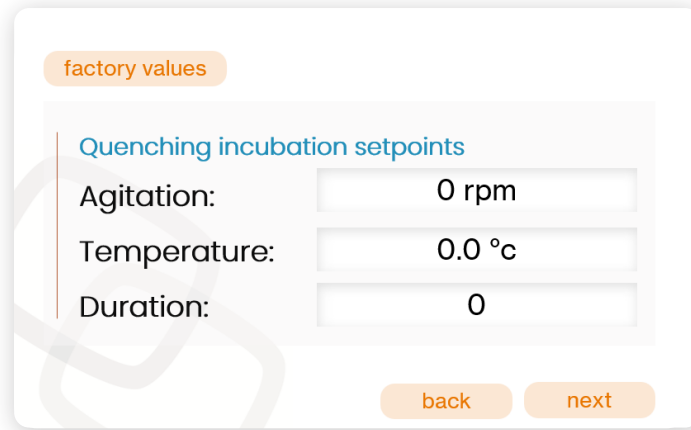 factory values
Quenching incubation setpoints
Agitation: 0 rpm
Temperature: 0.0 °c
Duration: 0
back next